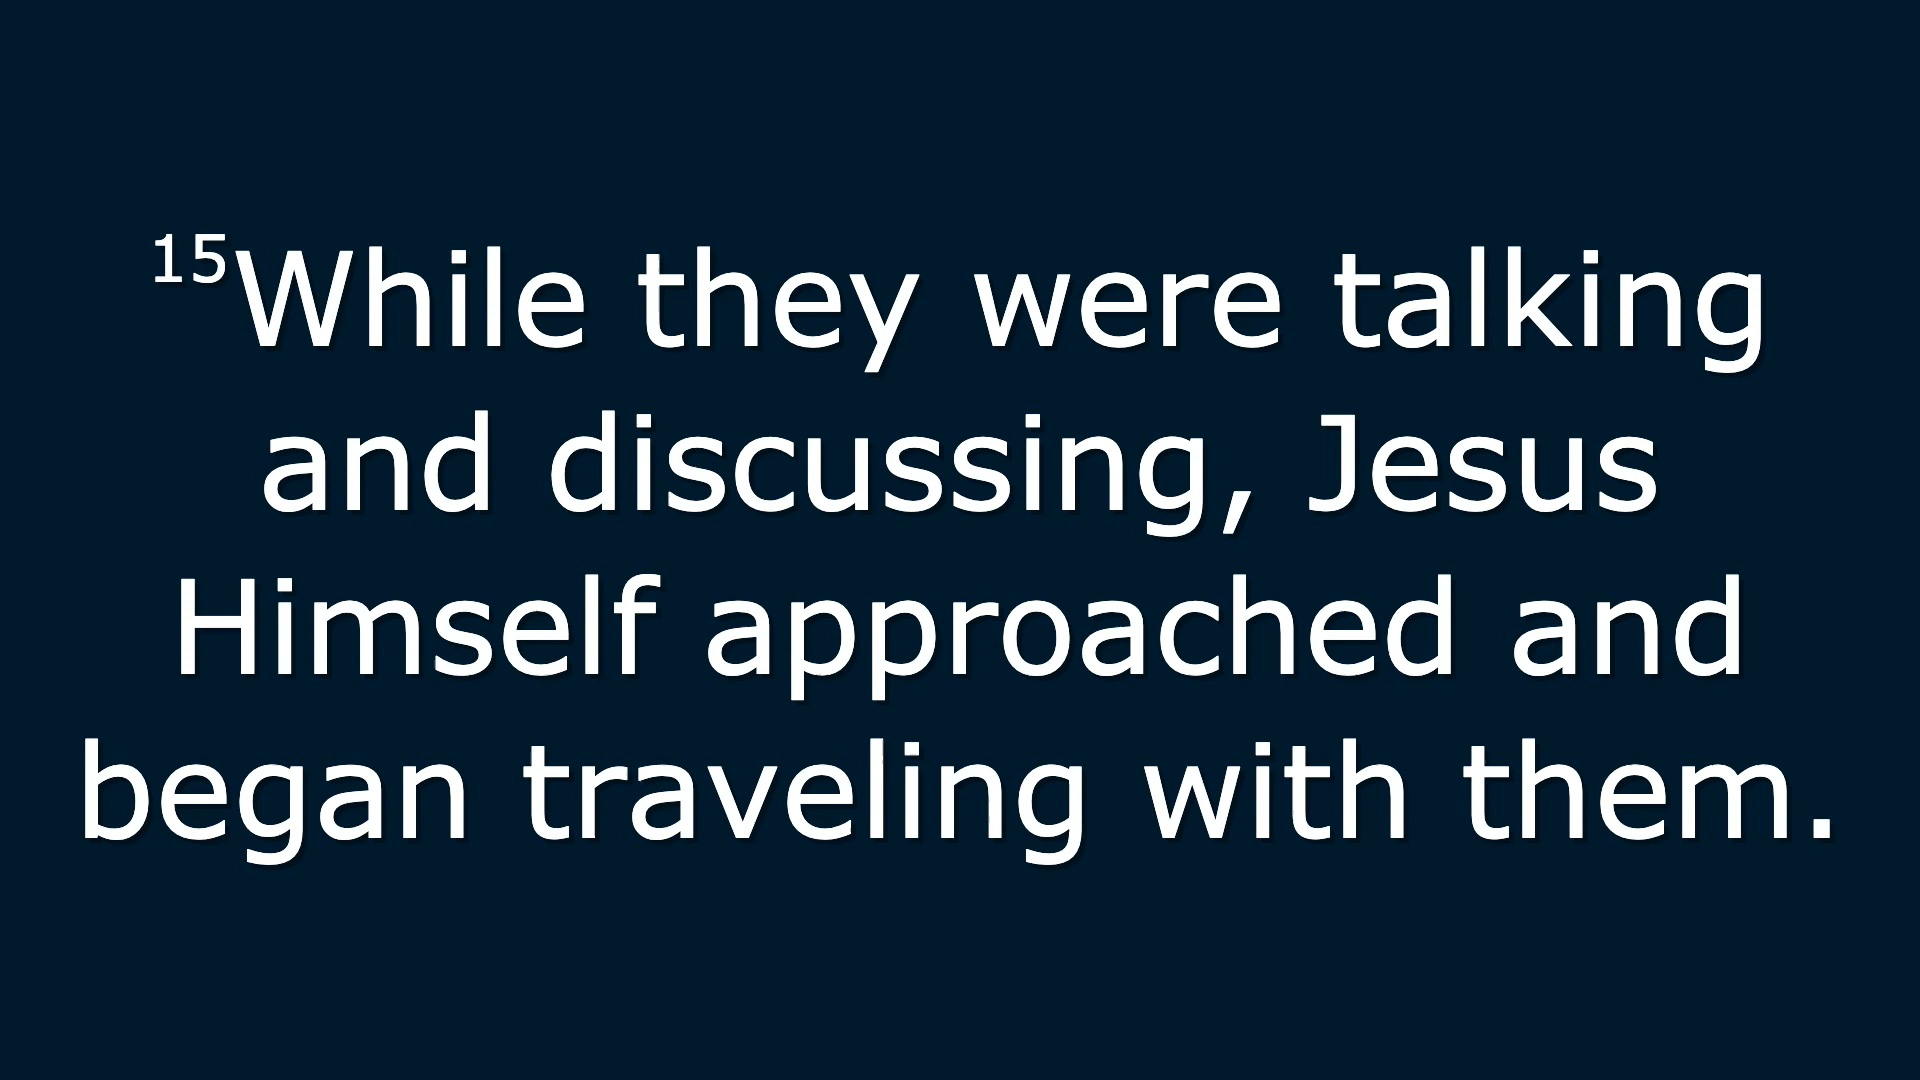 ¹⁵While they were talking
and discussing, Jesus
Himself approached and
began traveling with them.